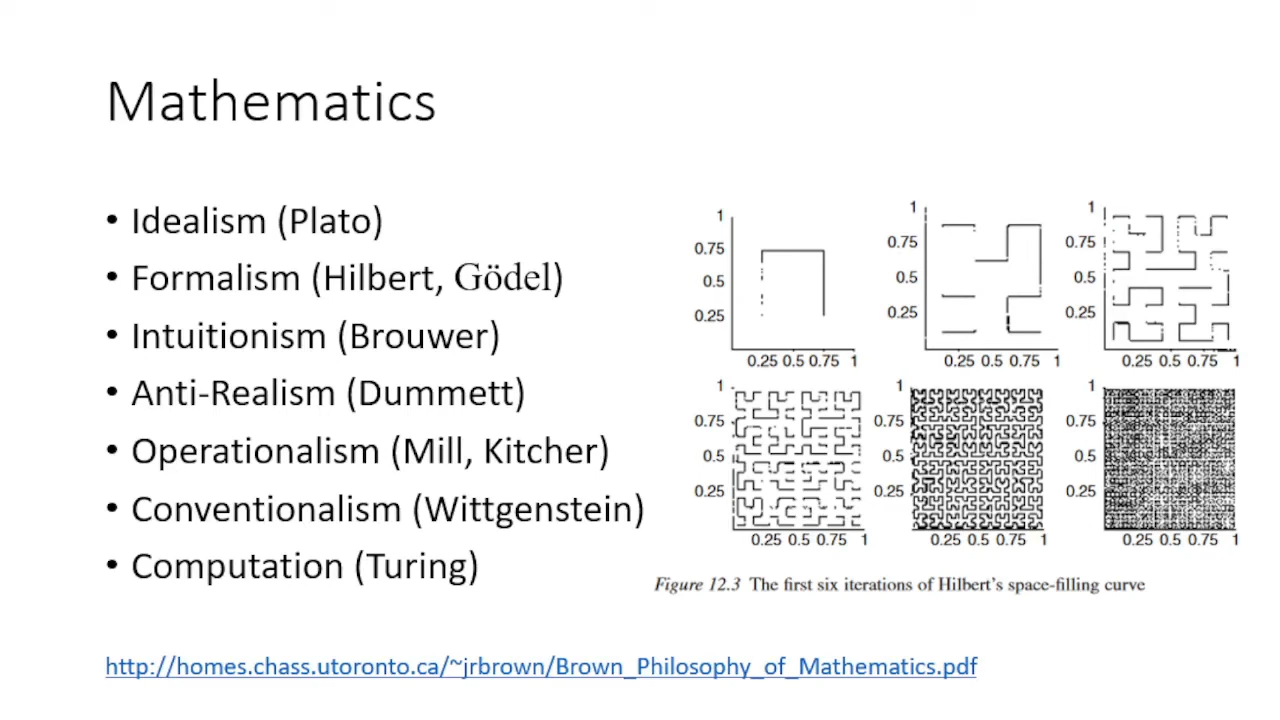 Mathematics
• Idealism (Plato)
• Formalism (Hilbert, Gödel)
• Intuitionism (Brouwer)
• Anti-Realism (Dummett)
• Operationalism (Mill, Kitcher)
• Conventionalism (Wittgenstein)
• Computation (Turing)
1
0.75
0.5
0.25
0.25 0.5 0.75 1
1
0.75
0.5
0.25
0.25 0.5 0.75 1
1
0.75
0.5
0.25
0.25 0.5 0.75 1
1
0.75
0.5
0.25
0.25 0.5 0.75 1
1
0.75
0.5
0.25
0.25 0.5 0.75 1
1
0.75
0.5
0.25
0.25 0.5 0.75 1
Figure 12.3 The first six iterations of Hilbert's space-filling curve
http://homes.chass.utoronto.ca/~jrbrown/Brown_Philosophy_of_Mathematics.pdf